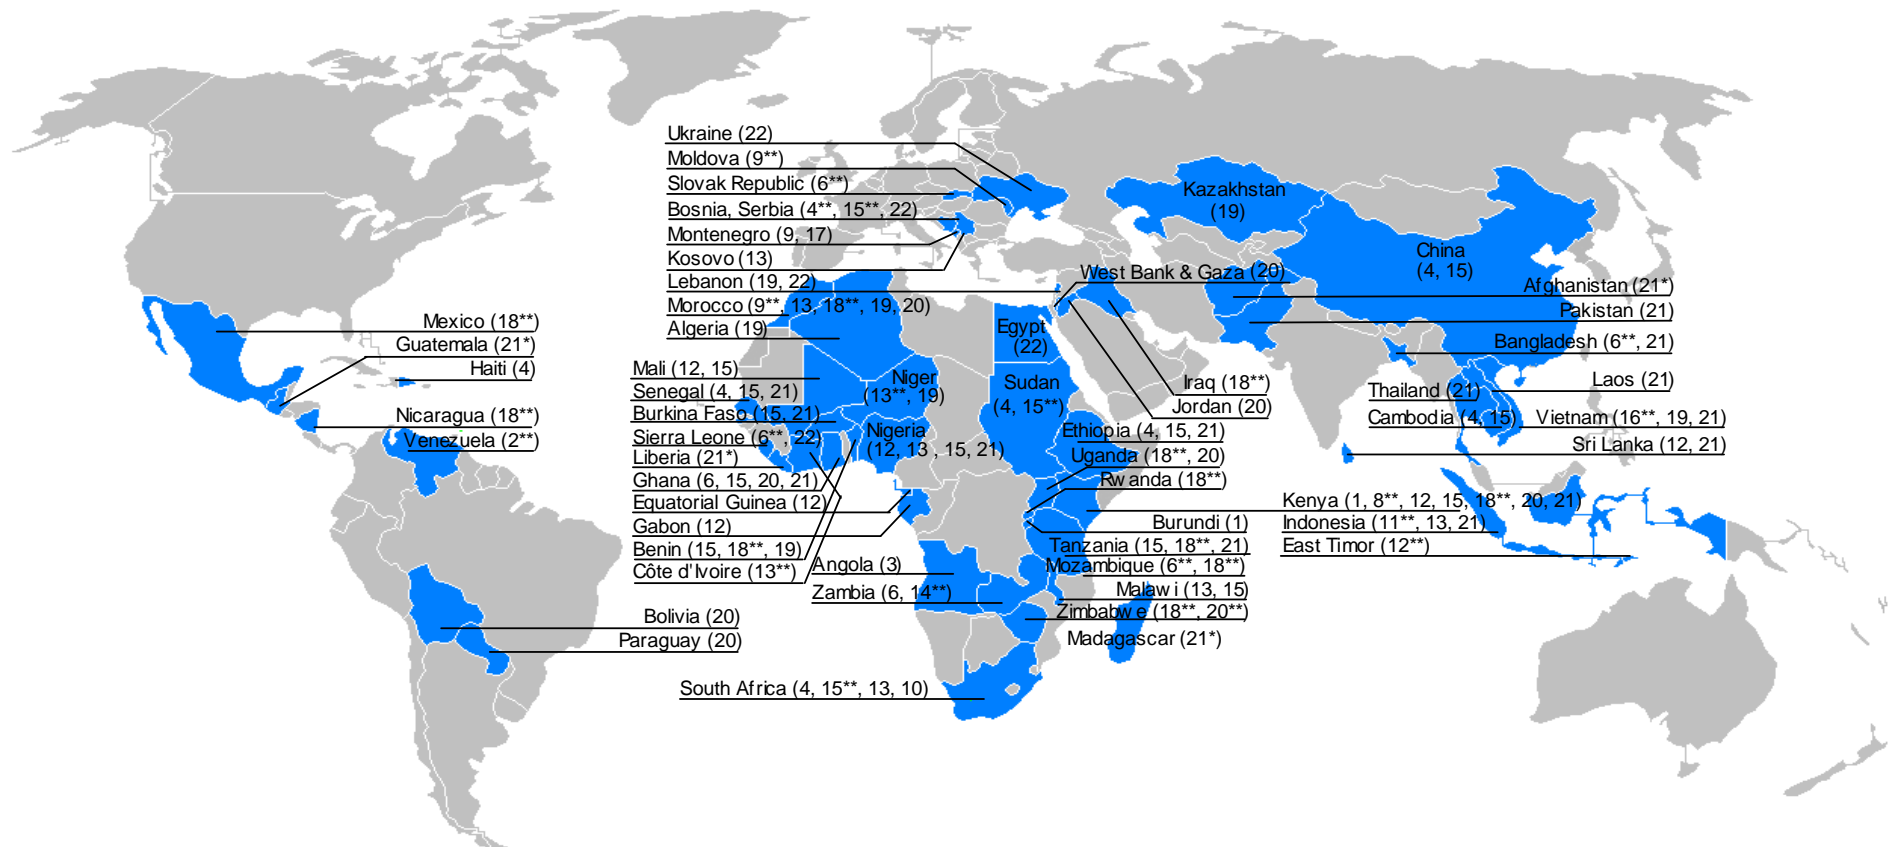 Ukraine (22)
Moldova (9**)
Slovak Republic (6**)
Bosnia, Serbia (4**, 15**, 22)
Montenegro (9, 17)
Kosovo (13)
Lebanon (19, 22)
Morocco (9**, 13, 18**, 19, 20)
Algeria (19)
Kazakhstan
(19)
China
(4, 15)
West Bank & Gaza (20)
Afghanistan (21*)
Pakistan (21)
Bangladesh (6**, 21)
Laos (21)
Thailand (21)
Cambodia (4, 15)
Vietnam (16**, 19, 21)
Sri Lanka (12, 21)
Mexico (18**)
Guatemala (21*)
Haiti (4)
Nicaragua (18**)
Venezuela (2**)
Egypt
(22)
Iraq (18**)
Jordan (20)
Mali (12, 15)
Senegal (4, 15, 21)
Burkina Faso (15, 21)
Sierra Leone (6**, 22)
Liberia (21*)
Ghana (6, 15, 20, 21)
Equatorial Guinea (12)
Gabon (12)
Benin (15, 18**, 19)
Côte d'Ivoire (13**)
Niger
(13**, 19)
Nigeria
(12, 13 , 15, 21)
Sudan
(4, 15**)
Ethiopia (4, 15, 21)
Uganda (18**, 20)
Rwanda (18**)
Kenya (1, 8**, 12, 15, 18**, 20, 21)
Indonesia (11**, 13, 21)
East Timor (12**)
Burundi (1)
Tanzania (15, 18**, 21)
Mozambique (6**, 18**)
Malawi (13, 15)
Zimbabwe (18**, 20**)
Madagascar (21*)
Angola (3)
Zambia (6, 14**)
Bolivia (20)
Paraguay (20)
South Africa (4, 15**, 13, 10)